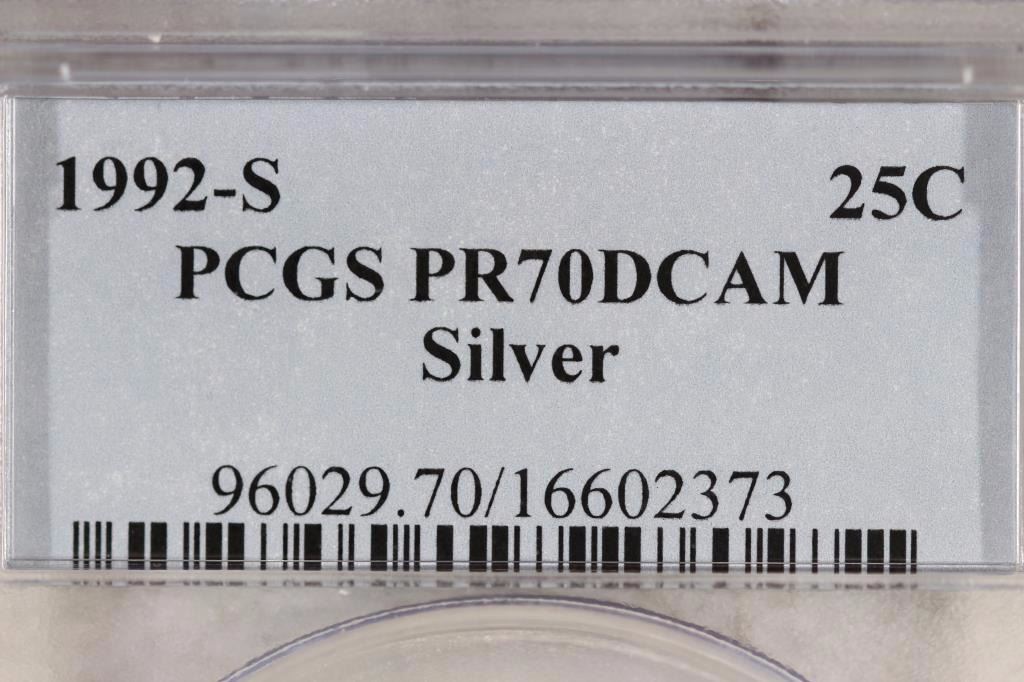 1992-S 25C
PCGS PR70DCAM
Silver
96029.70/16602373